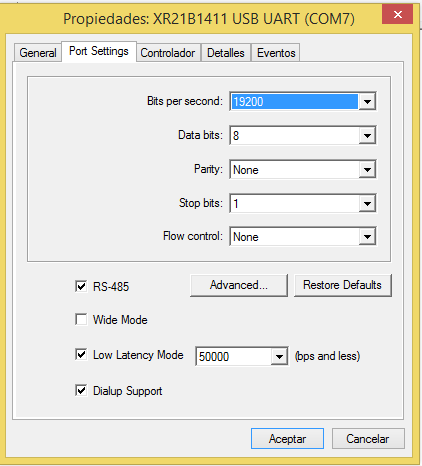 Propiedades: XR21B1411 USB UART (COM7)
General Port Settings Controlador Detalles Eventos
Bits per second: 19200
Data bits: 8
Parity: None
Stop bits: 1
Flow control: None
RS-485 Advanced... Restore Defaults
Wide Mode
Low Latency Mode 50000 (bps and less)
Dialup Support
Aceptar Cancelar